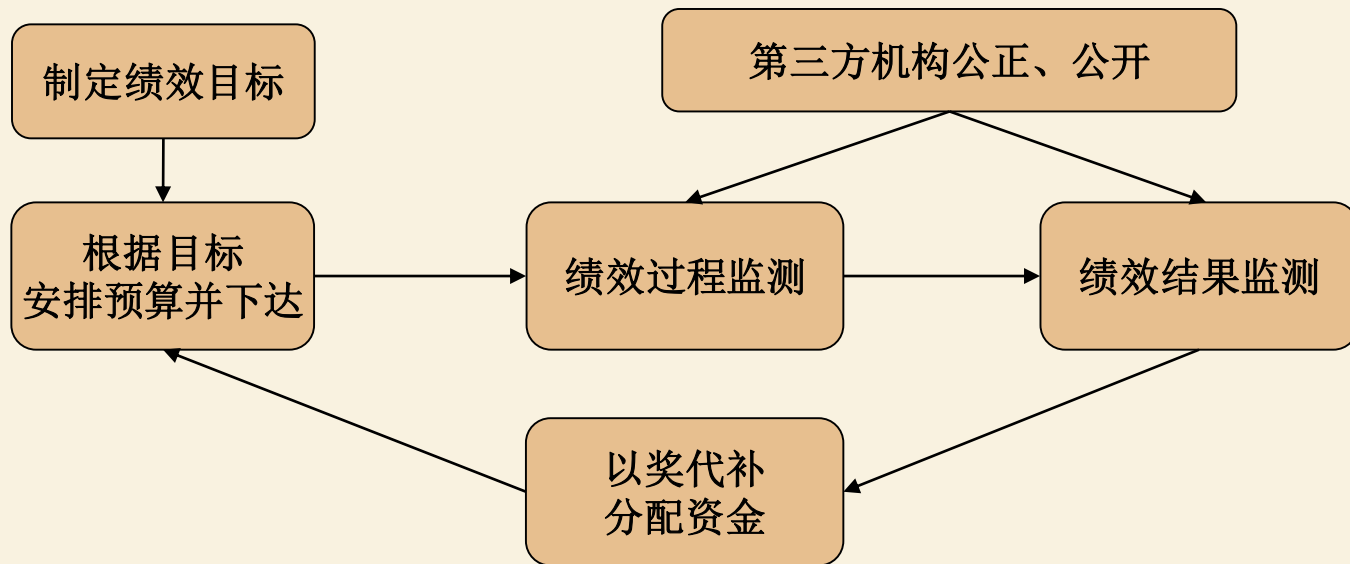 制定绩效目标
第三方机构公正、公开
根据目标
安排预算并下达
绩效过程监测
绩效结果监测
以奖代补
分配资金